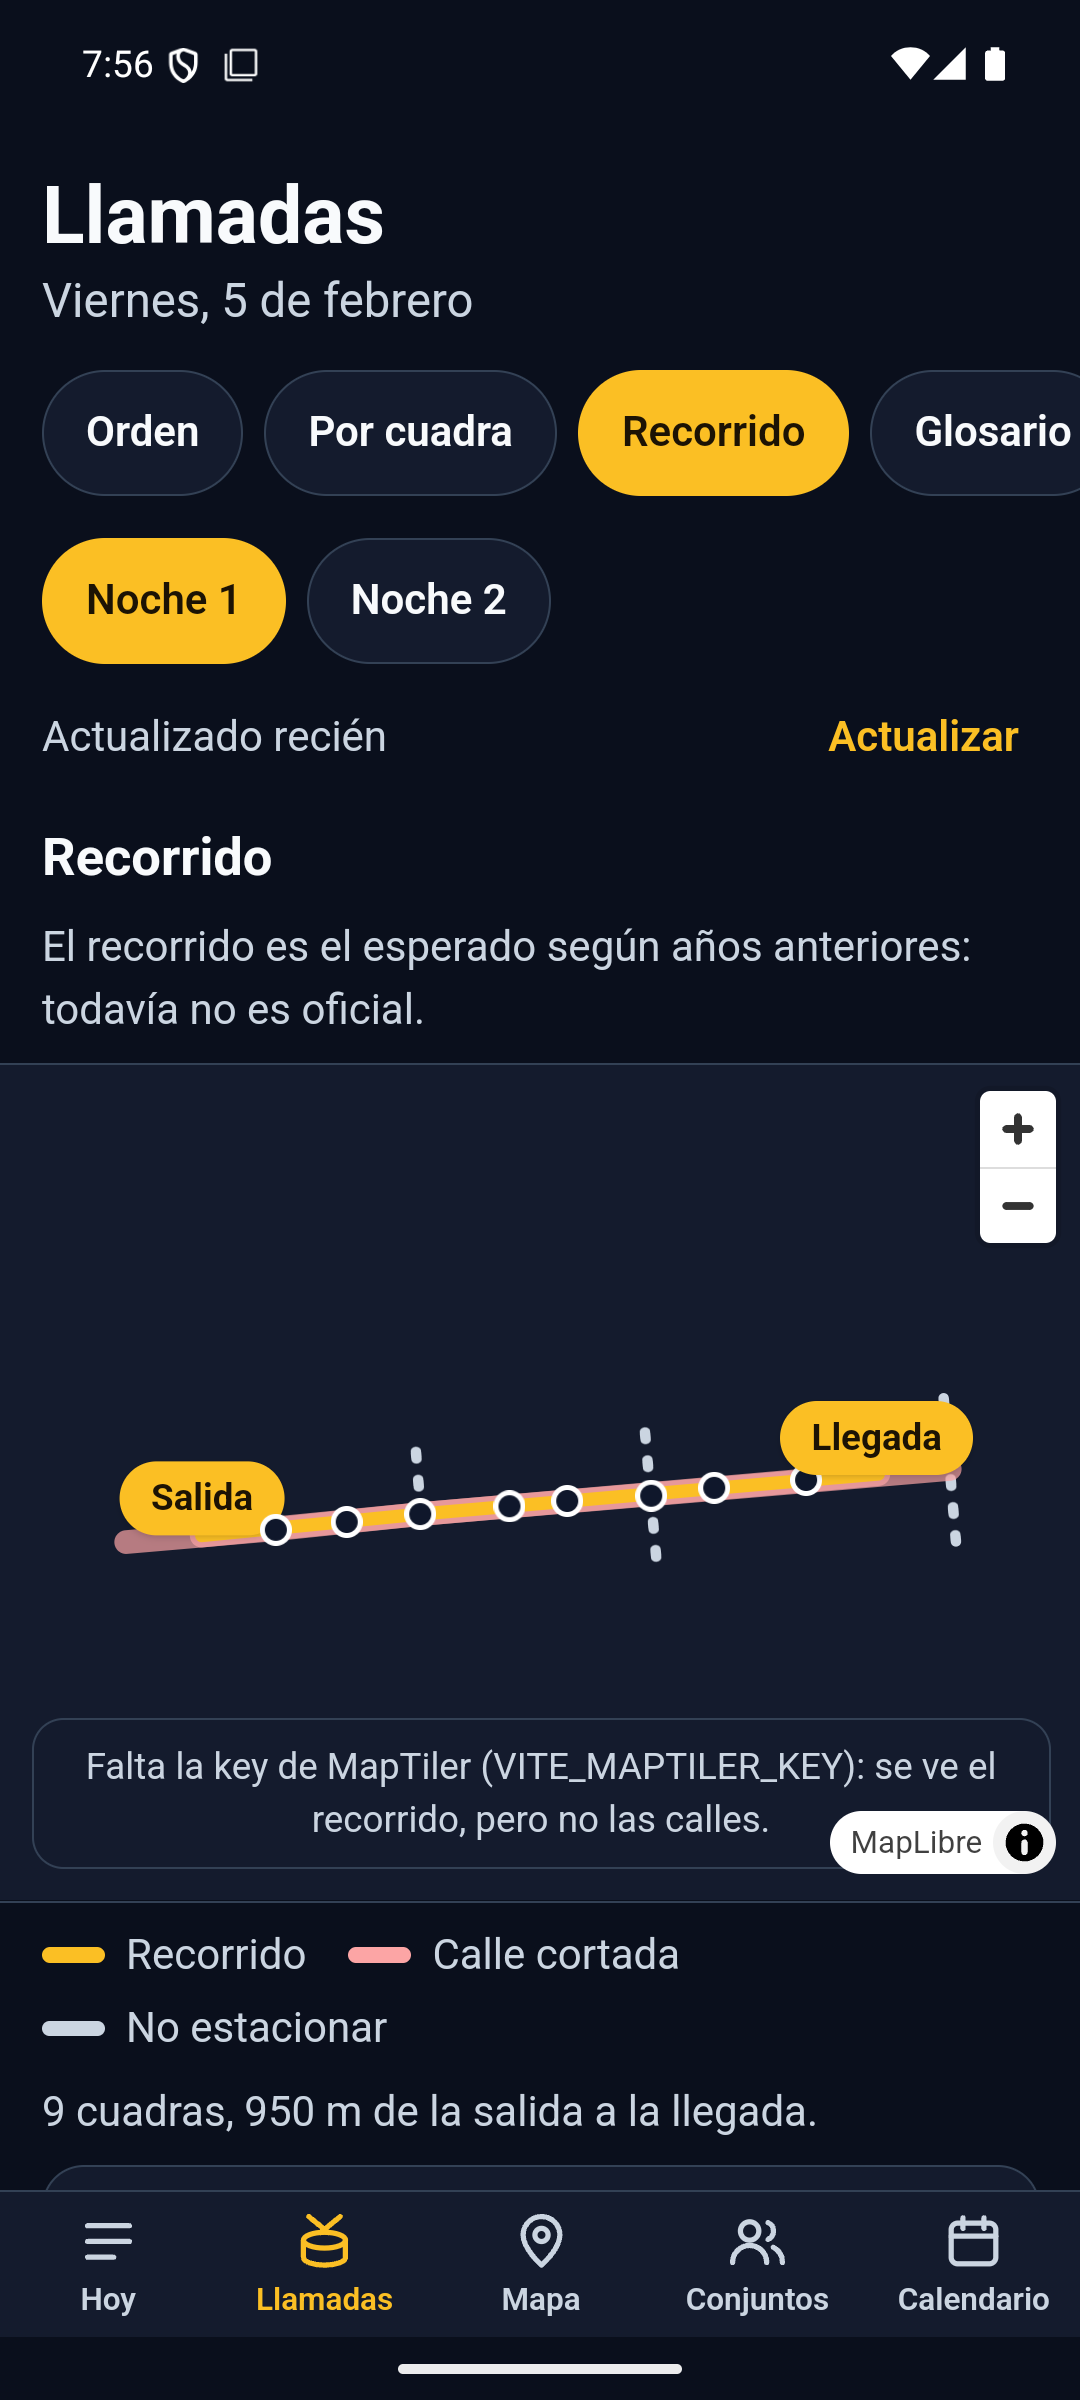 7:56
Llamadas
Viernes, 5 de febrero
Orden
Por cuadra
Recorrido
Glosario
Noche 1
Noche 2
Actualizado recién
Actualizar
Recorrido
El recorrido es el esperado según años anteriores:
todavía no es oficial.
Llegada
Salida
Falta la key de MapTiler (VITE_MAPTILER_KEY): se ve el
recorrido, pero no las calles.
MapLibre
Recorrido
Calle cortada
No estacionar
9 cuadras, 950 m de la salida a la llegada.
Hoy
Llamadas
Mapa
Conjuntos
Calendario